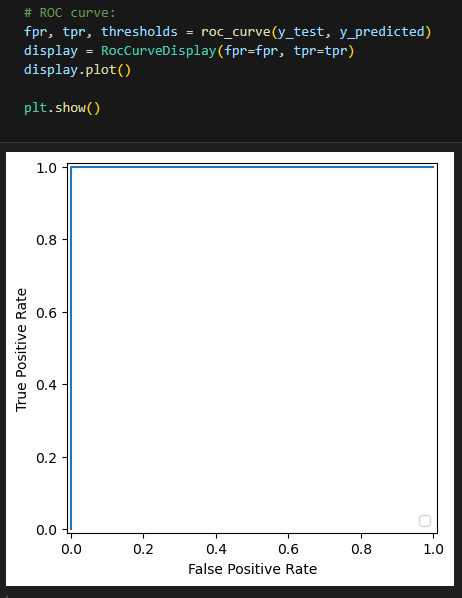 # ROC curve:
fpr, tpr, thresholds = roc_curve(y_test, y_predicted)
display = RocCurveDisplay(fpr=fpr, tpr=tpr)
display.plot()
plt.show()
1.0
0.8
0.6
0.4
0.2
0.0
True Positive Rate
0.0 0.2 0.4 0.6 0.8 1.0
False Positive Rate